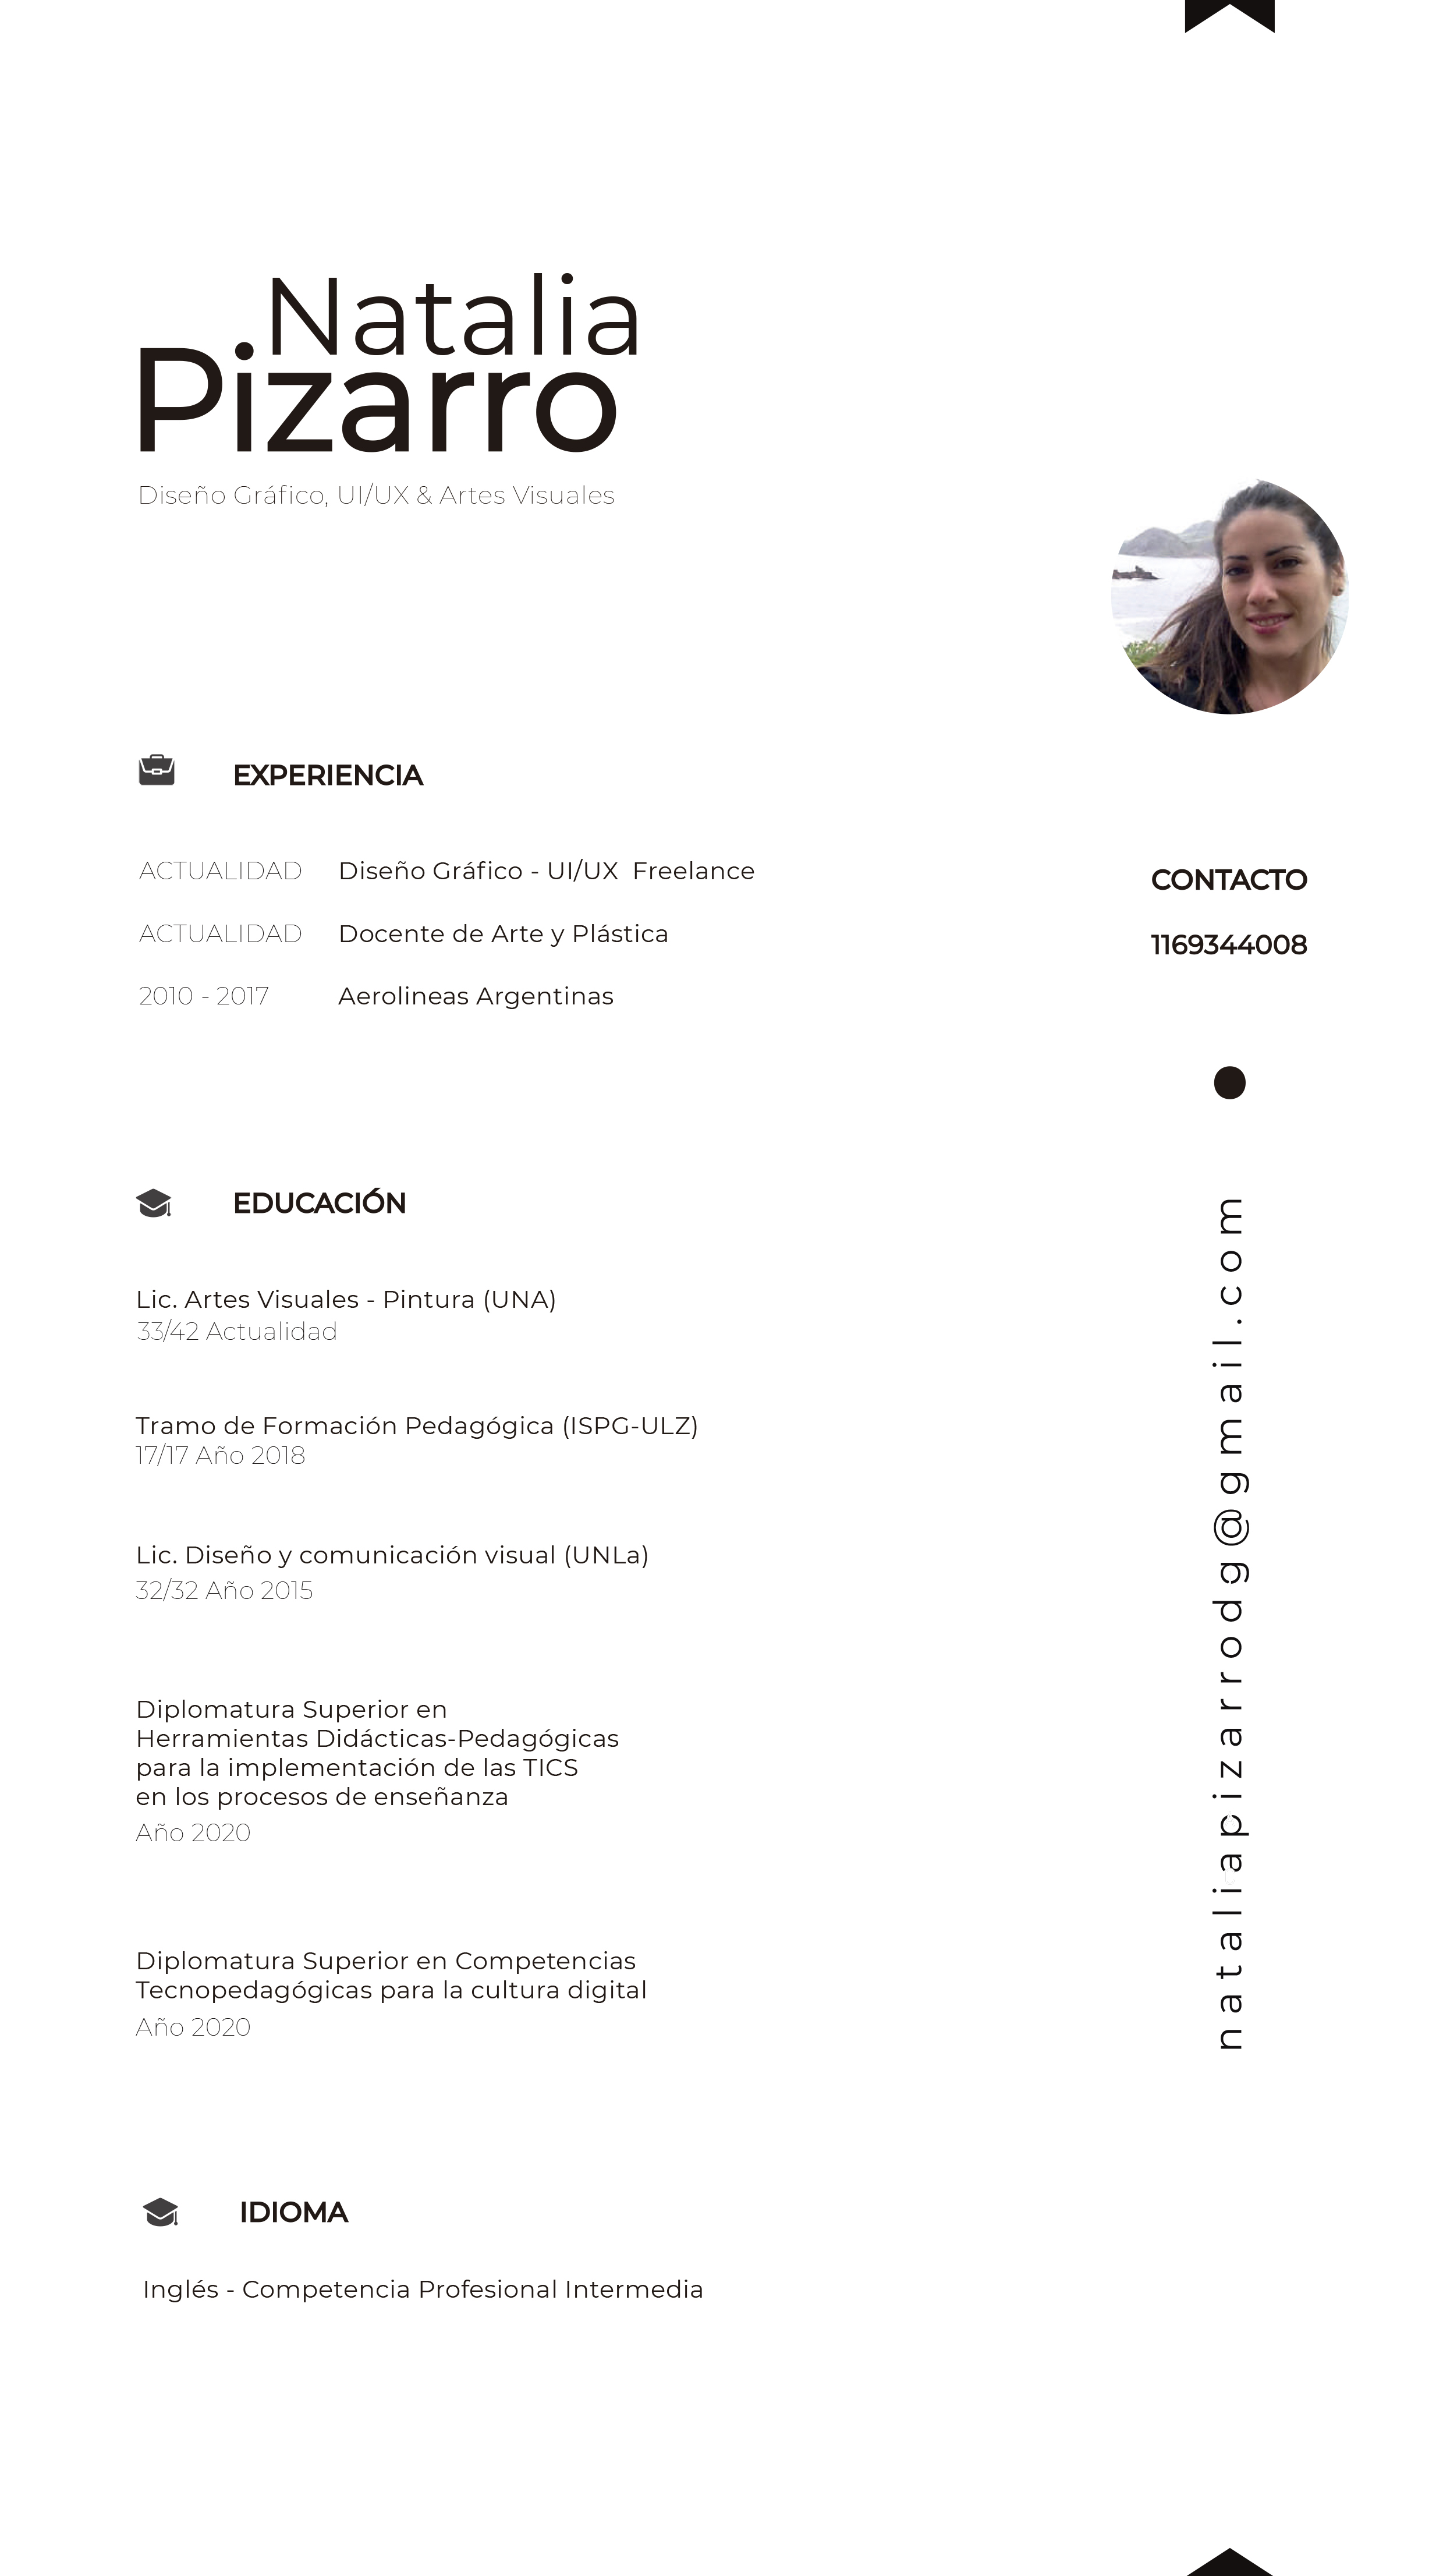 Natalia
Pizarro
Diseño Gráfico, UI/UX & Artes Visuales
EXPERIENCIA
ACTUALIDAD Diseño Gráfico - UI/UX Freelance
ACTUALIDAD Docente de Arte y Plástica
2010 - 2017 Aerolineas Argentinas
EDUCACIÓN
Lic. Artes Visuales - Pintura (UNA)
33/42 Actualidad
Tramo de Formación Pedagógica (ISPG-ULZ)
17/17 Año 2018
Lic. Diseño y comunicación visual (UNLa)
32/32 Año 2015
Diplomatura Superior en
Herramientas Didácticas-Pedagógicas
para la implementación de las TICS
en los procesos de enseñanza
Año 2020
Diplomatura Superior en Competencias
Tecnopedagógicas para la cultura digital
Año 2020
IDIOMA
Inglés - Competencia Profesional Intermedia
CONTACTO
1169344008
nataliapizarrodg@gmail.com